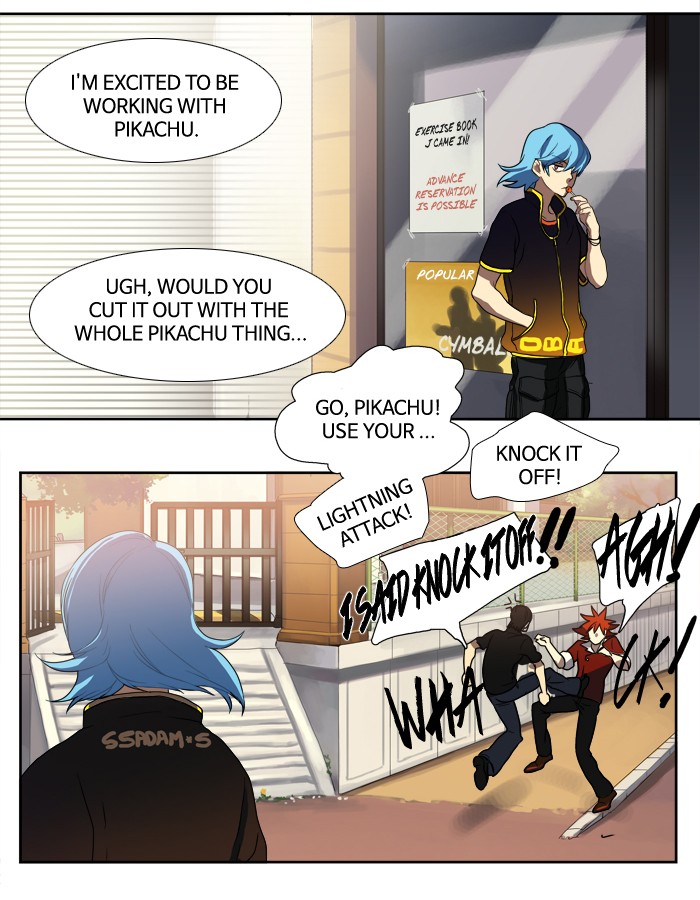 I'M EXCITED TO BE
WORKING WITH
PIKACHU.
EXERCISE BOOK
J CAME IN!
ADVANCE
RESERVATION
IS POSSIBLE
UGH, WOULD YOU
CUT IT OUT WITH THE
WHOLE PIKACHU THING...
POPULAR
CYMBAL
GO, PIKACHU!
USE YOUR ...
KNOCK IT
OFF!
LIGHTNING
ATTACK!
I SAID KNOCK IT OFF!!
AGH!
WHACK!
SSADAM*S